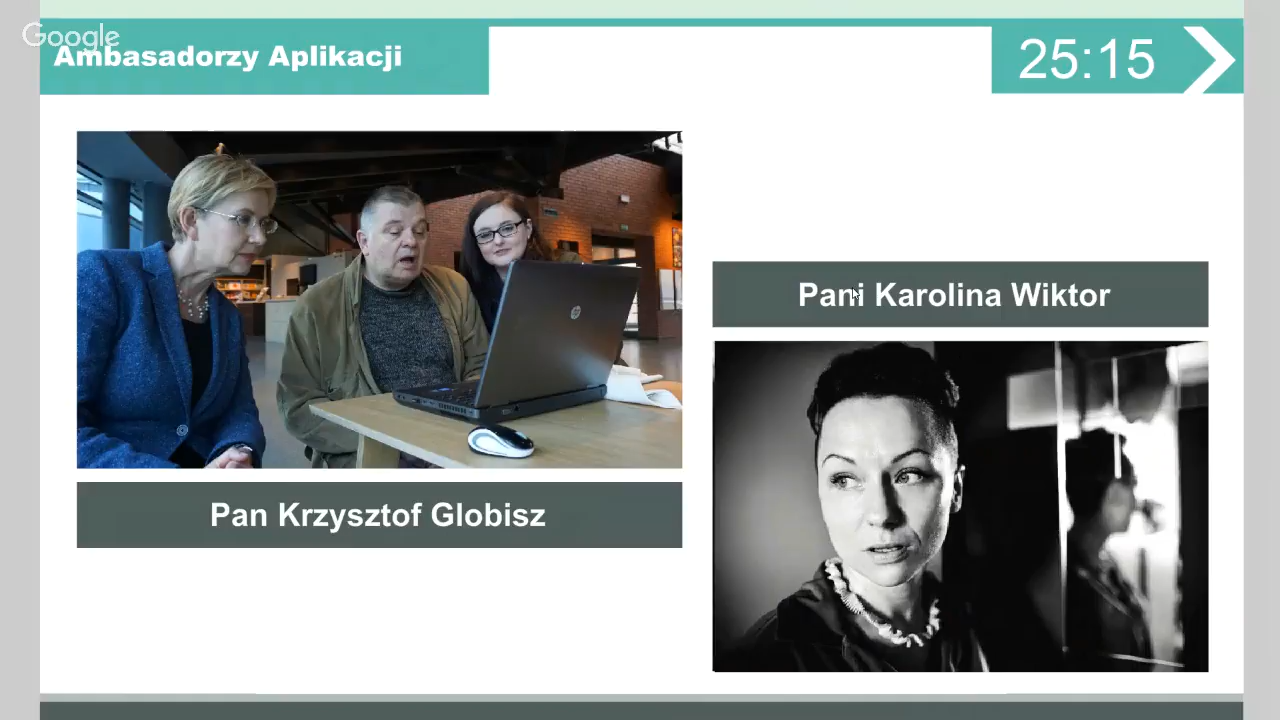 Google
Ambasadorzy Aplikacji
25:15
Pani Karolina Wiktor
Pan Krzysztof Globisz